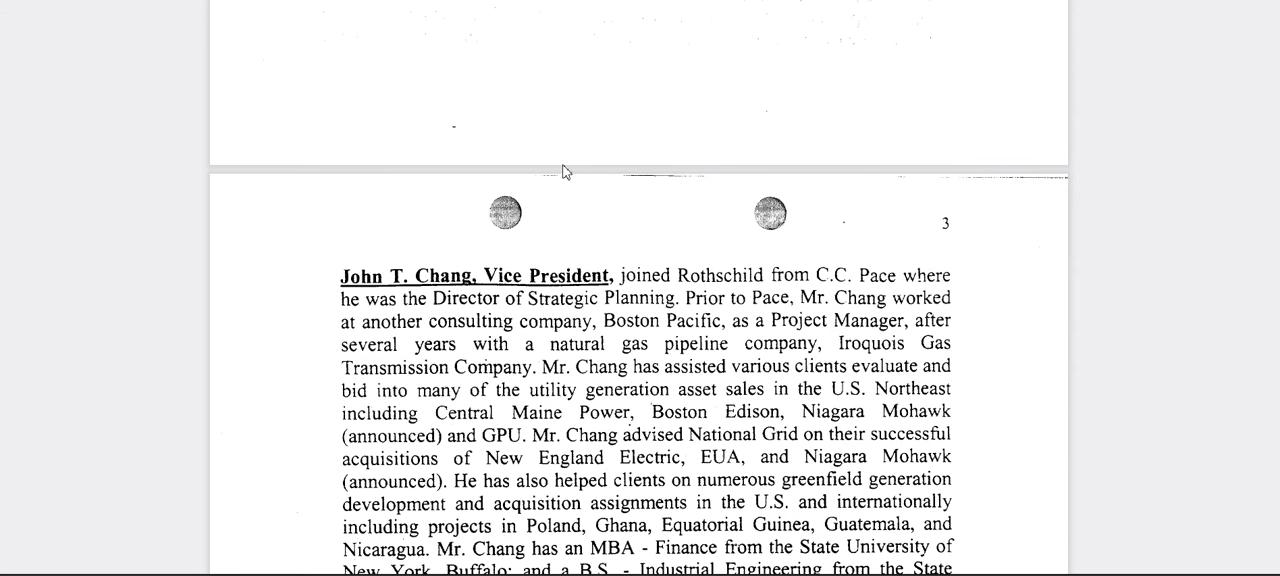 3
John T. Chang, Vice President, joined Rothschild from C.C. Pace where
he was the Director of Strategic Planning. Prior to Pace, Mr. Chang worked
at another consulting company, Boston Pacific, as a Project Manager, after
several years with a natural gas pipeline company, Iroquois Gas
Transmission Company. Mr. Chang has assisted various clients evaluate and
bid into many of the utility generation asset sales in the U.S. Northeast
including Central Maine Power, Boston Edison, Niagara Mohawk
(announced) and GPU. Mr. Chang advised National Grid on their successful
acquisitions of New England Electric, EUA, and Niagara Mohawk
(announced). He has also helped clients on numerous greenfield generation
development and acquisition assignments in the U.S. and internationally
including projects in Poland, Ghana, Equatorial Guinea, Guatemala, and
Nicaragua. Mr. Chang has an MBA - Finance from the State University of
New York, Buffalo; and a B.S. - Industrial Engineering from the State